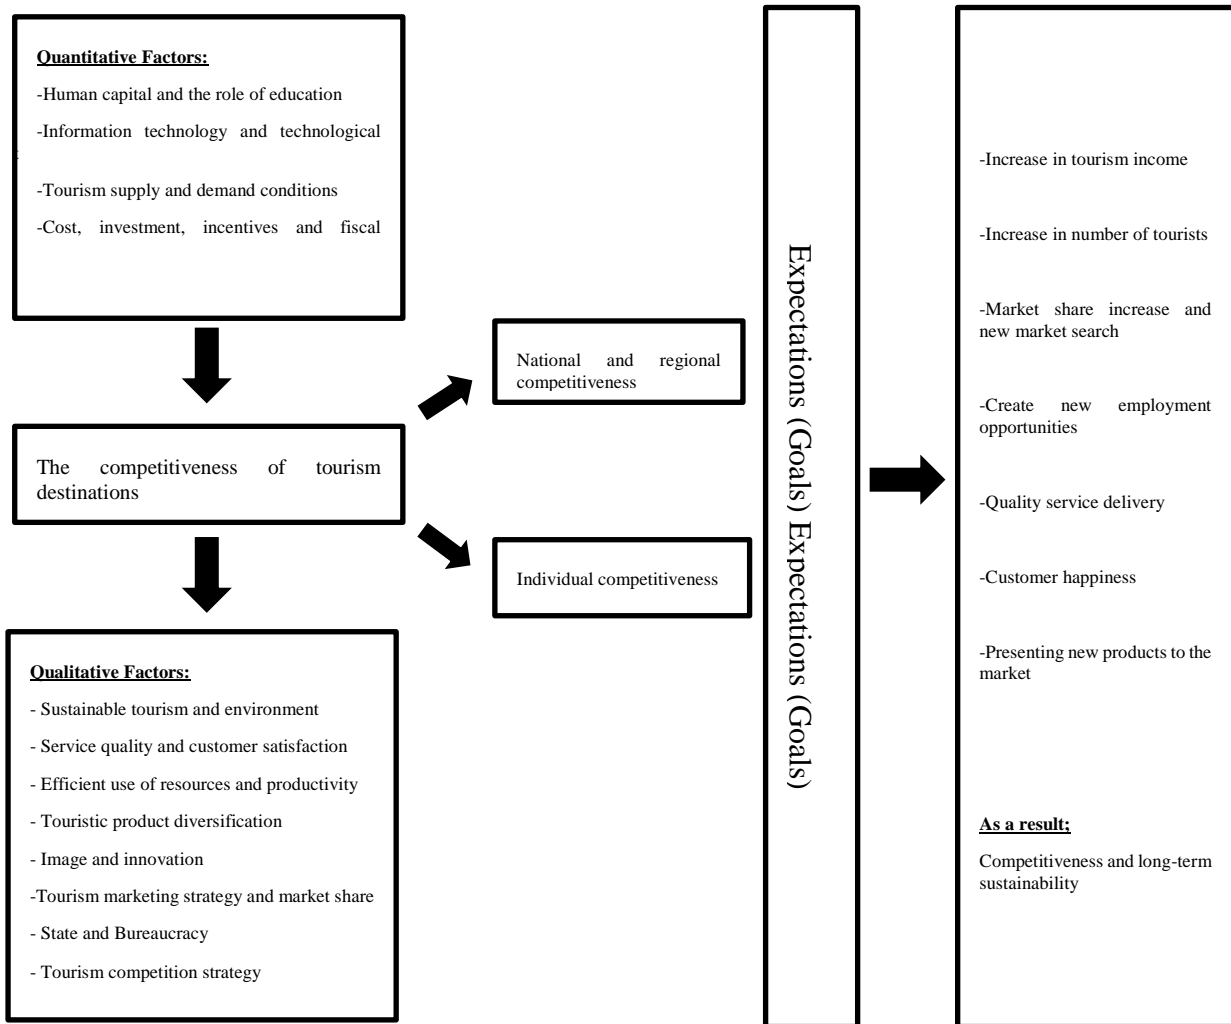 Quantitative Factors:
-Human capital and the role of education
-Information technology and technological
-Tourism supply and demand conditions
-Cost, investment, incentives and fiscal
The competitiveness of tourism
destinations
Qualitative Factors:
- Sustainable tourism and environment
- Service quality and customer satisfaction
- Efficient use of resources and productivity
- Touristic product diversification
- Image and innovation
-Tourism marketing strategy and market share
- State and Bureaucracy
- Tourism competition strategy
National and regional
competitiveness
Individual competitiveness
Expectations (Goals) Expectations (Goals)
-Increase in tourism income
-Increase in number of tourists
-Market share increase and
new market search
-Create new employment
opportunities
-Quality service delivery
-Customer happiness
-Presenting new products to the
market
As a result;
Competitiveness and long-term
sustainability